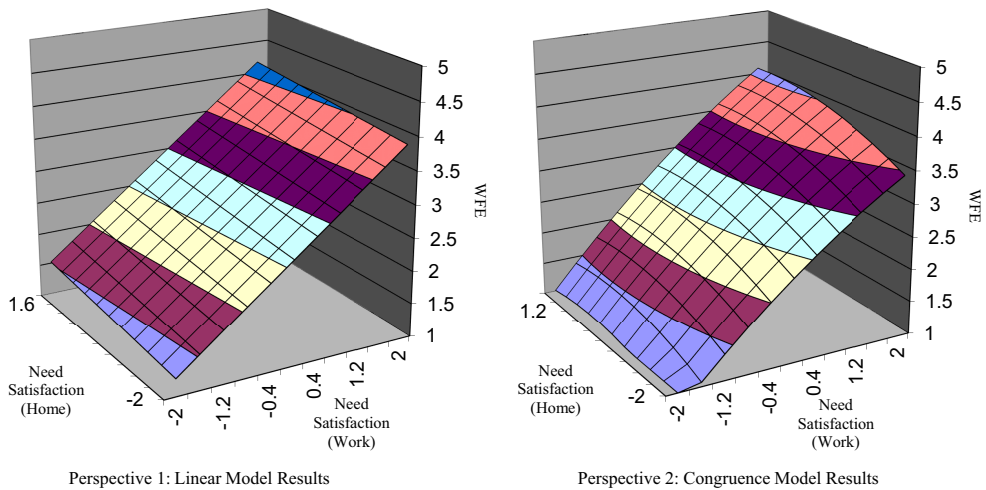 5
4.5
4
3.5
3
2.5
2
1.5
1
WFE
1.6
-2
Need
Satisfaction
(Home)
-2
-1.2
-0.4
0.4
1.2
2
Need
Satisfaction
(Work)
Perspective 1: Linear Model Results
5
4.5
4
3.5
3
2.5
2
1.5
1
WFE
1.2
-2
Need
Satisfaction
(Home)
-2
-1.2
-0.4
0.4
1.2
2
Need
Satisfaction
(Work)
Perspective 2: Congruence Model Results